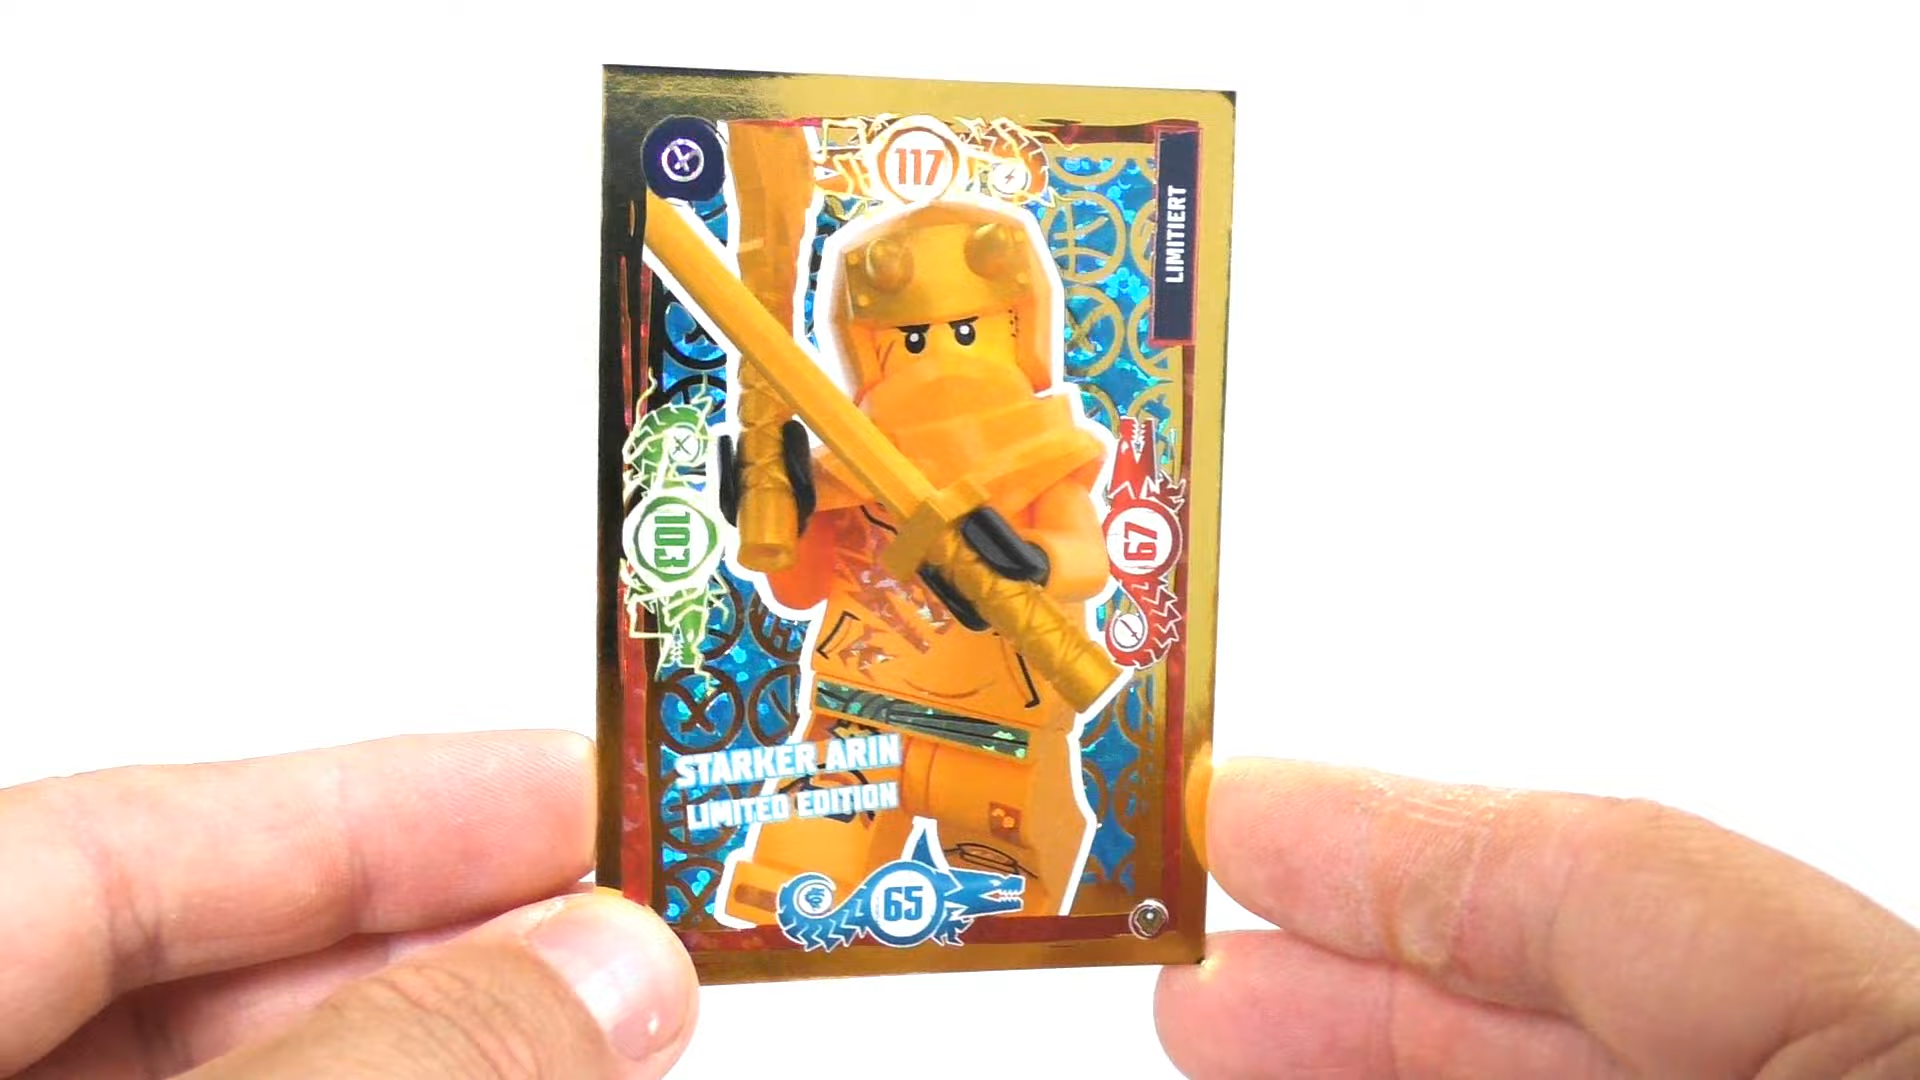 117
LIMITIERT
103
67
STARKER ARIN
LIMITED EDITION
65